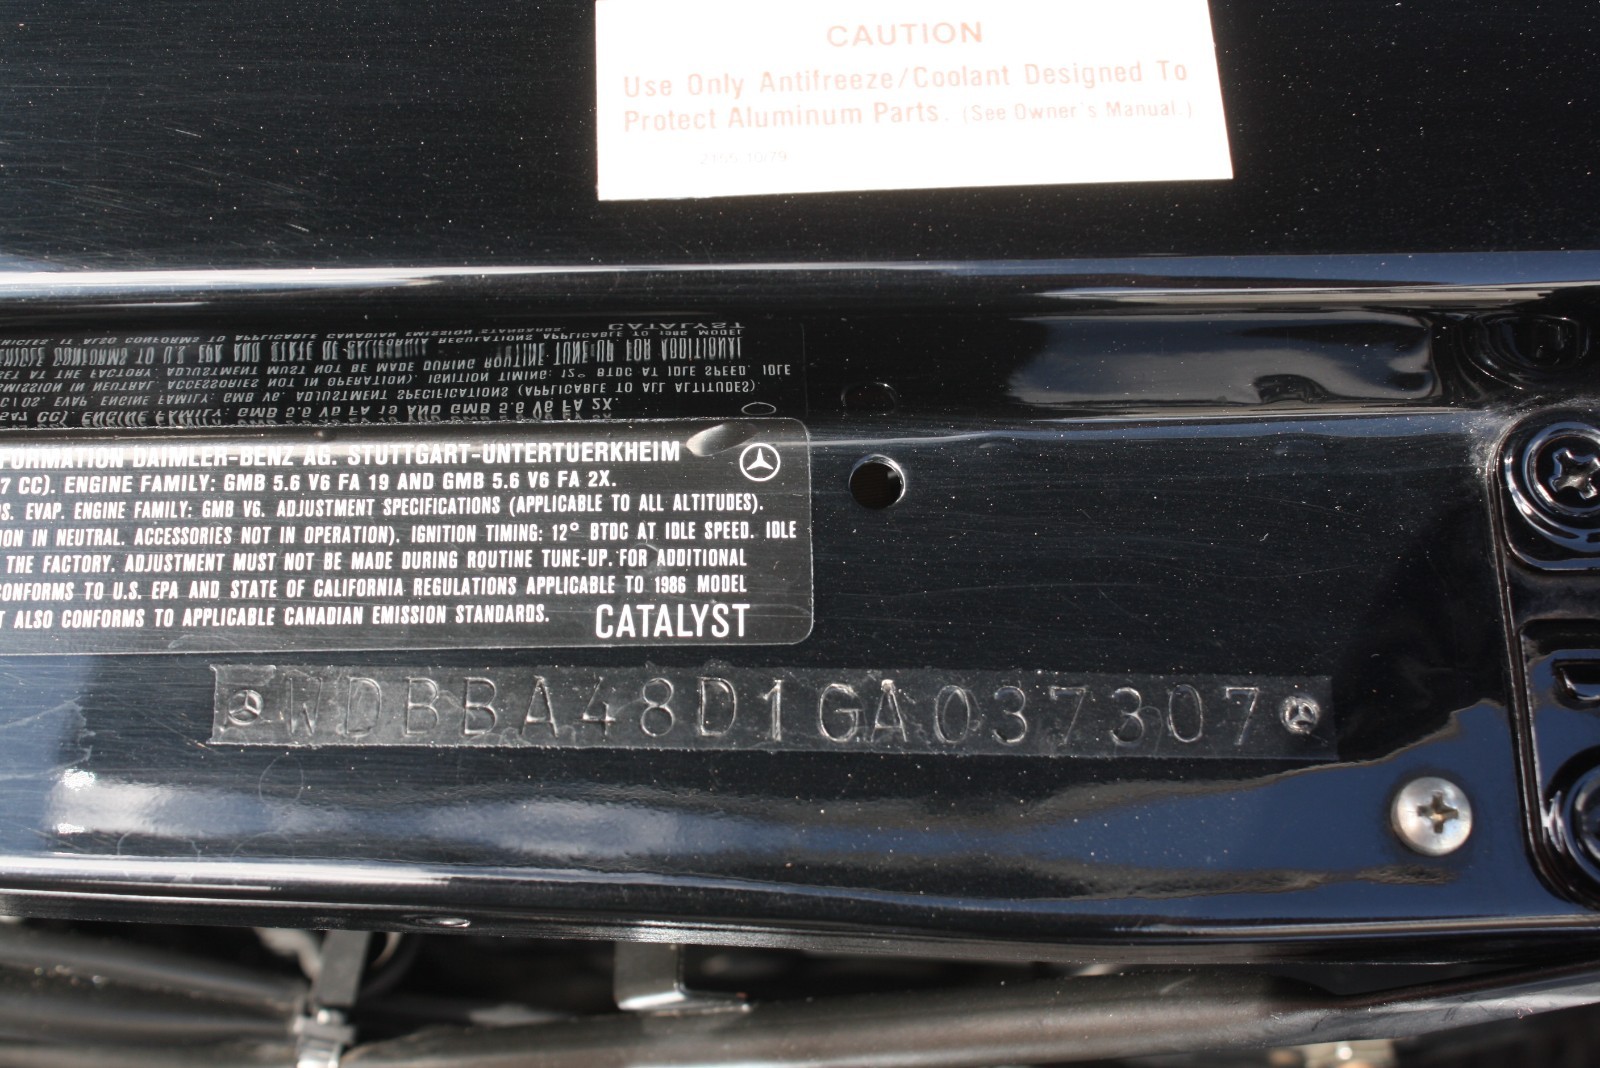 CAUTION
Use Only Antifreeze/Coolant Designed To
Protect Aluminum Parts. (See Owner's Manual.)
FORMATION DAIMLER-BENZ AG. STUTTGART-UNTERTUERKHEIM
7 CC). ENGINE FAMILY: GMB 5.6 V6 FA 19 AND GMB 5.6 V6 FA 2X.
S. EVAP. ENGINE FAMILY: GMB V6. ADJUSTMENT SPECIFICATIONS (APPLICABLE TO ALL ALTITUDES).
ION IN NEUTRAL. ACCESSORIES NOT IN OPERATION). IGNITION TIMING: 12° BTDC AT IDLE SPEED. IDLE
THE FACTORY. ADJUSTMENT MUST NOT BE MADE DURING ROUTINE TUNE-UP. FOR ADDITIONAL
CONFORMS TO U.S. EPA AND STATE OF CALIFORNIA REGULATIONS APPLICABLE TO 1986 MODEL
T ALSO CONFORMS TO APPLICABLE CANADIAN EMISSION STANDARDS.
CATALYST
WDBBA48D1GA037307